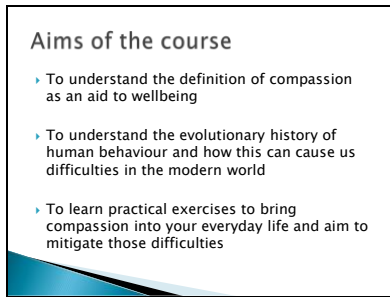 Aims of the course
To understand the definition of compassion
as an aid to wellbeing
To understand the evolutionary history of
human behaviour and how this can cause us
difficulties in the modern world
To learn practical exercises to bring
compassion into your everyday life and aim to
mitigate those difficulties